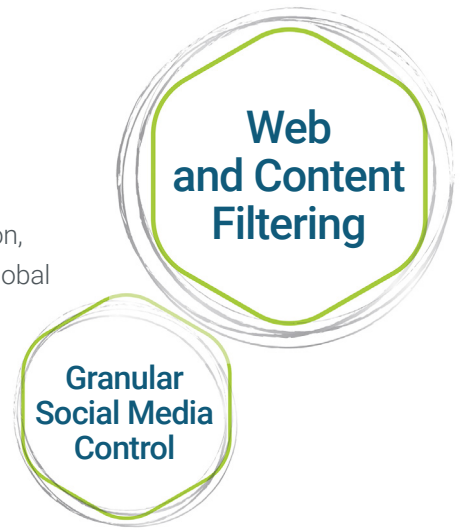 Web
and Content
Filtering
Granular
Social Media
Control